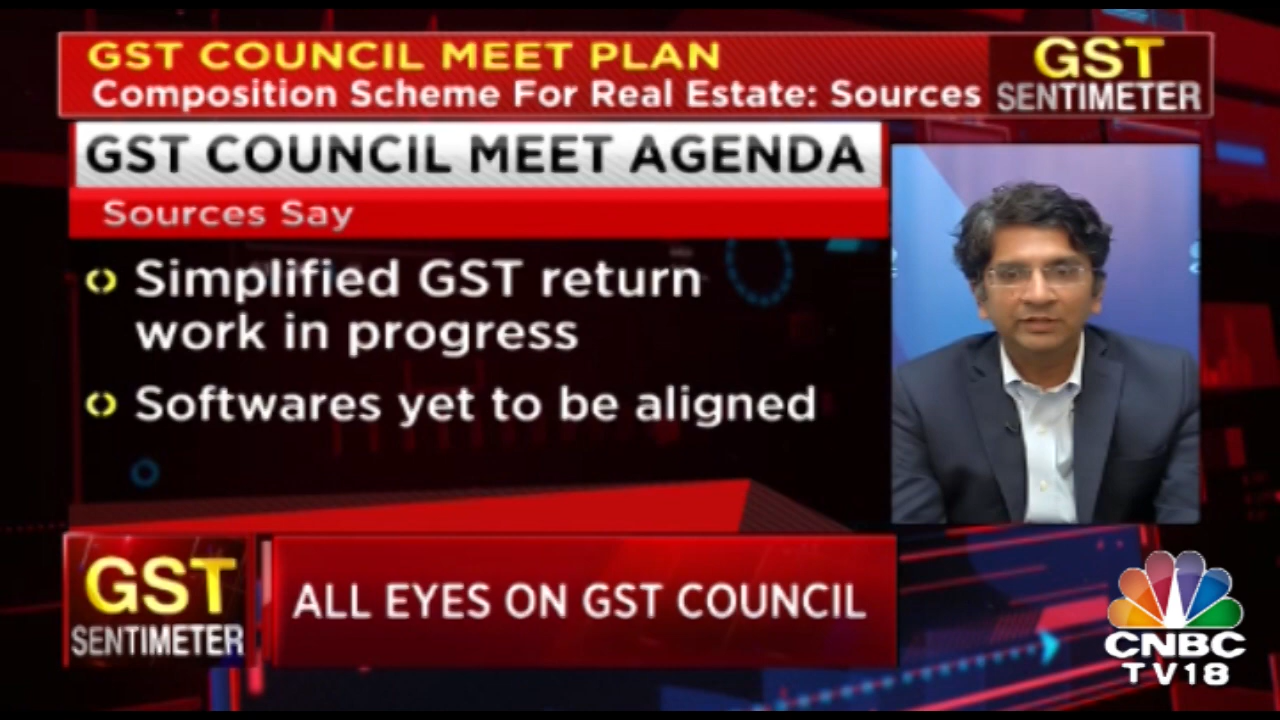 GST COUNCIL MEET PLAN
Composition Scheme For Real Estate: Sources
GST
SENTIMETER
GST COUNCIL MEET AGENDA
Sources Say
Simplified GST return
work in progress
Softwares yet to be aligned
GST
SENTIMETER
ALL EYES ON GST COUNCIL
CNBC
TV18